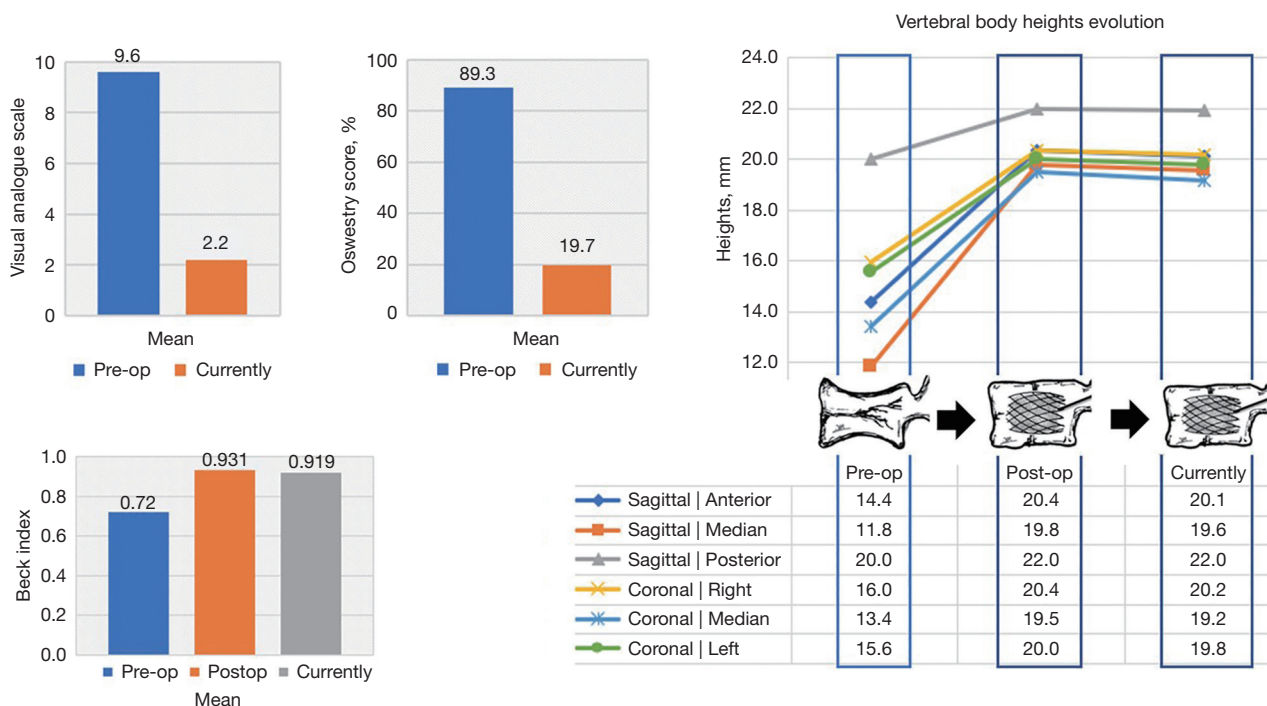 10
8
6
4
2
0
Visual analogue scale
9.6
2.2
Mean
Pre-op Currently
100
80
60
40
20
0
Oswestry score, %
89.3
19.7
Mean
Pre-op Currently
Vertebral body heights evolution
24.0
22.0
20.0
18.0
16.0
14.0
12.0
Heights, mm
1.0
0.8
0.6
0.4
0.2
0.0
Beck index
0.72
0.931
0.919
Pre-op Postop Currently
Mean
Pre-op Post-op Currently
Sagittal | Anterior 14.4 20.4 20.1
Sagittal | Median 11.8 19.8 19.6
Sagittal | Posterior 20.0 22.0 22.0
Coronal | Right 16.0 20.4 20.2
Coronal | Median 13.4 19.5 19.2
Coronal | Left 15.6 20.0 19.8